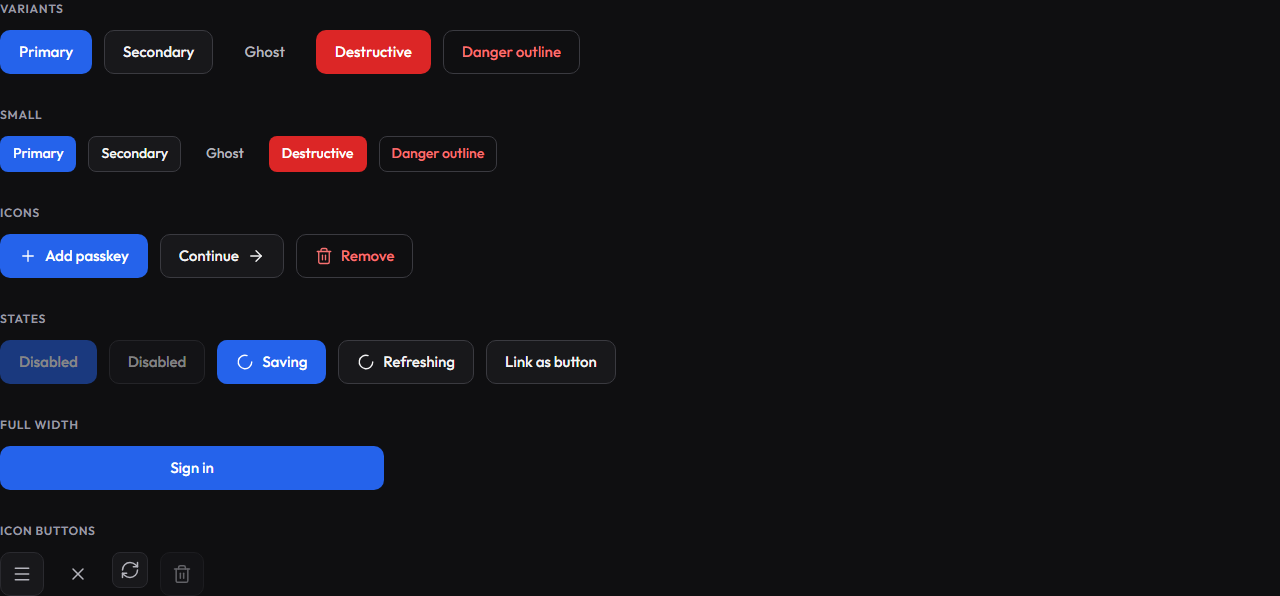 VARIANTS
Primary Secondary Ghost Destructive Danger outline
SMALL
Primary Secondary Ghost Destructive Danger outline
ICONS
Add passkey Continue Remove
STATES
Disabled Disabled Saving Refreshing Link as button
FULL WIDTH
Sign in
ICON BUTTONS